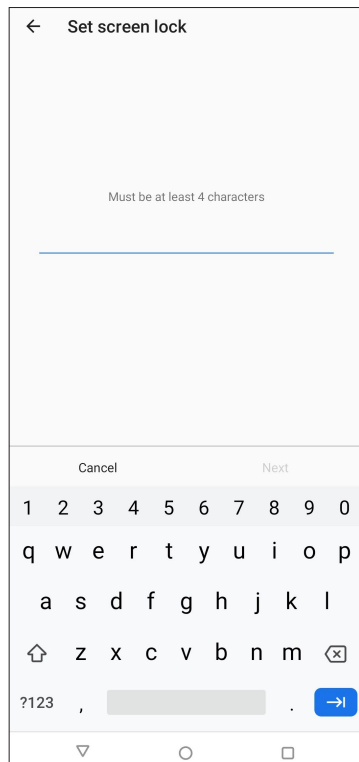 Set screen lock
Must be at least 4 characters
Cancel Next
1 2 3 4 5 6 7 8 9 0
q w e r t y u i o p
a s d f g h j k l
z x c v b n m
?123 , .